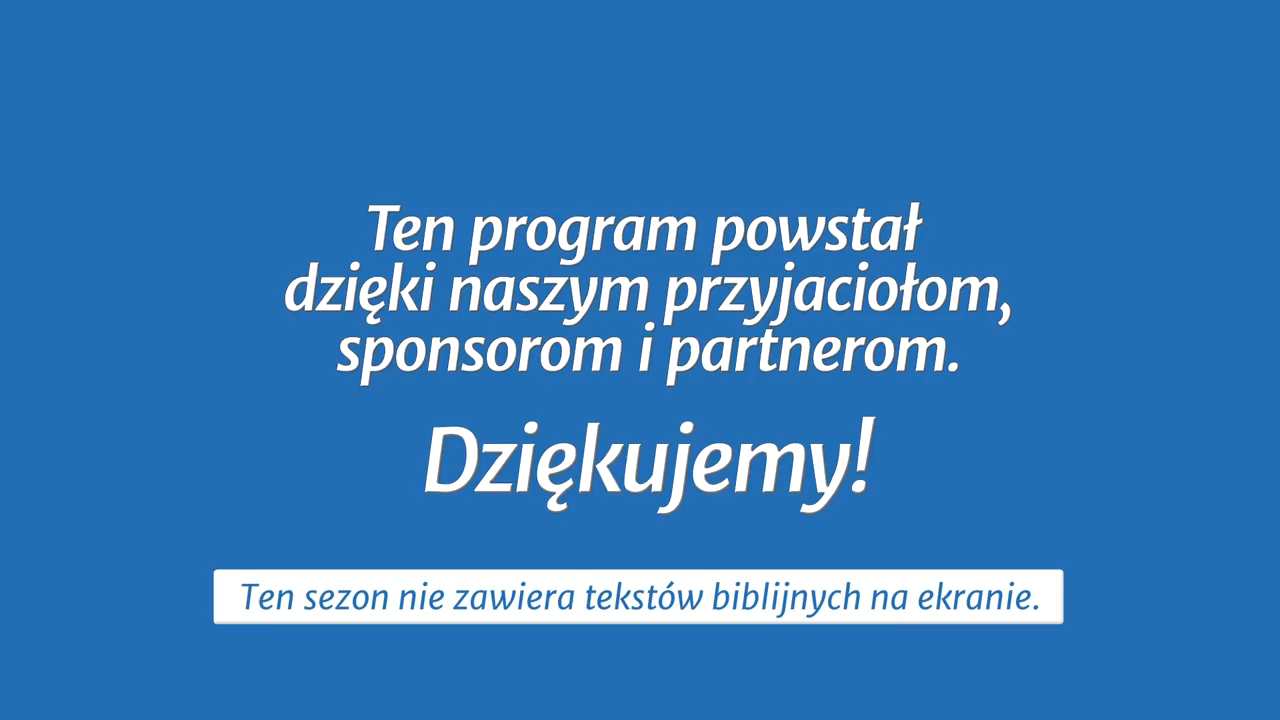 Ten program powstał
dzięki naszym przyjaciołom,
sponsorom i partnerom.
Dziękujemy!
Ten sezon nie zawiera tekstów biblijnych na ekranie.